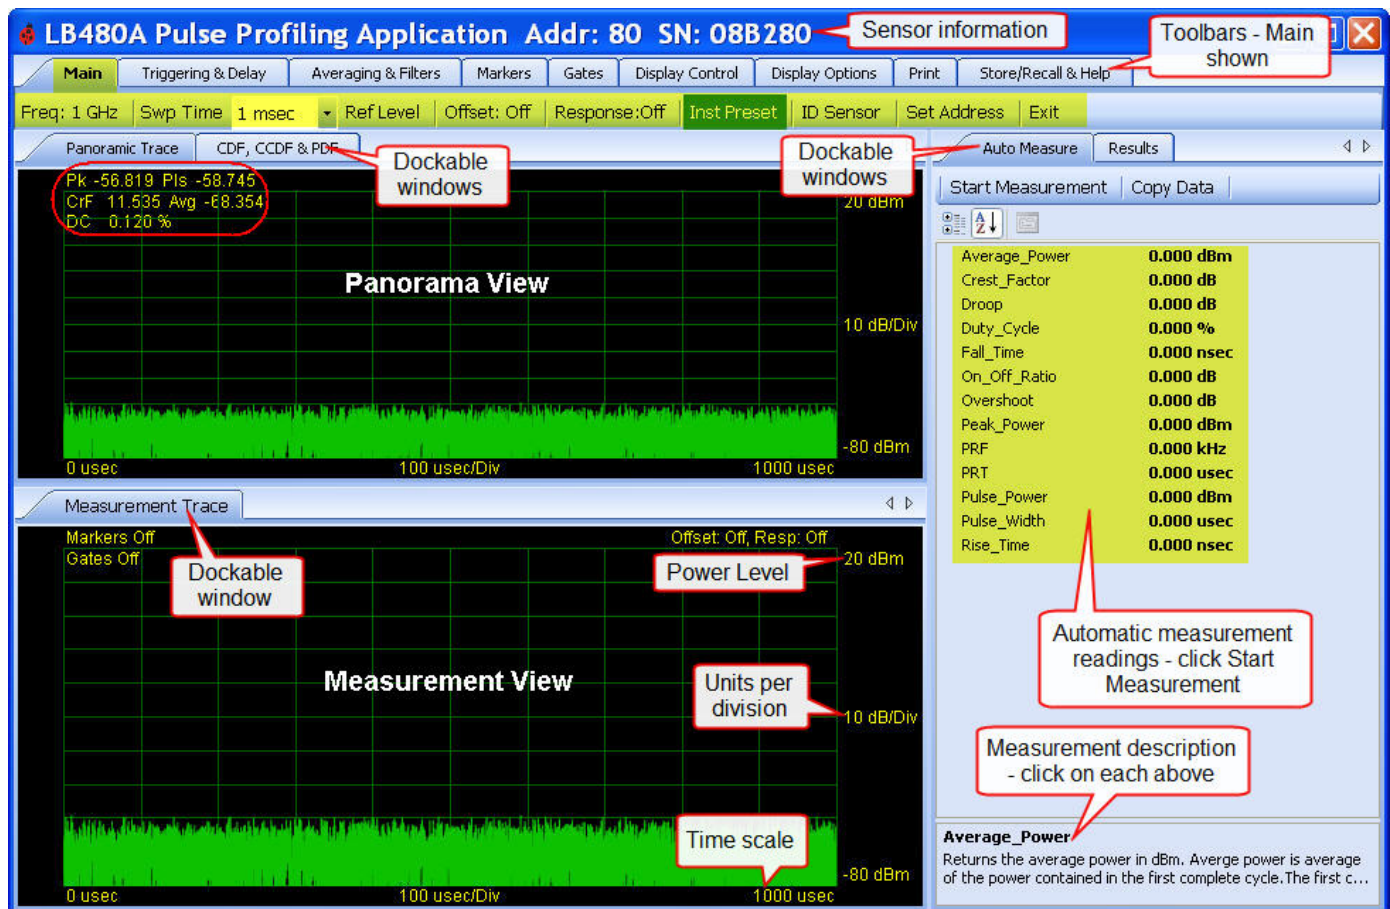 LB480A Pulse Profiling Application Addr: 80 SN: 08B280
Sensor information
Toolbars - Main
shown
Main Triggering & Delay Averaging & Filters Markers Gates Display Control Display Options Print Store/Recall & Help
Freq: 1 GHz Swp Time 1 msec Ref Level Offset: Off Response:Off Inst Preset ID Sensor Set Address Exit
Panoramic Trace CDF, CCDF & PDF
Dockable
windows
Dockable
windows
Auto Measure Results
Pk -56.819 Pls -58.745
CrF 11.535 Avg -68.354
DC 0.120 %
20 dBm
Panorama View
10 dB/Div
-80 dBm
0 usec 100 usec/Div 1000 usec
Start Measurement Copy Data
Average_Power 0.000 dBm
Crest_Factor 0.000 dB
Droop 0.000 dB
Duty_Cycle 0.000 %
Fall_Time 0.000 nsec
On_Off_Ratio 0.000 dB
Overshoot 0.000 dB
Peak_Power 0.000 dBm
PRF 0.000 kHz
PRT 0.000 usec
Pulse_Power 0.000 dBm
Pulse_Width 0.000 usec
Rise_Time 0.000 nsec
Measurement Trace
Markers Off Offset: Off, Resp: Off
Gates Off
20 dBm
Dockable
window
Power Level
Measurement View
Units per
division
10 dB/Div
Time scale
-80 dBm
0 usec 100 usec/Div 1000 usec
Automatic measurement
readings - click Start
Measurement
Measurement description
- click on each above
Average_Power
Returns the average power in dBm. Averge power is average
of the power contained in the first complete cycle.The first c...